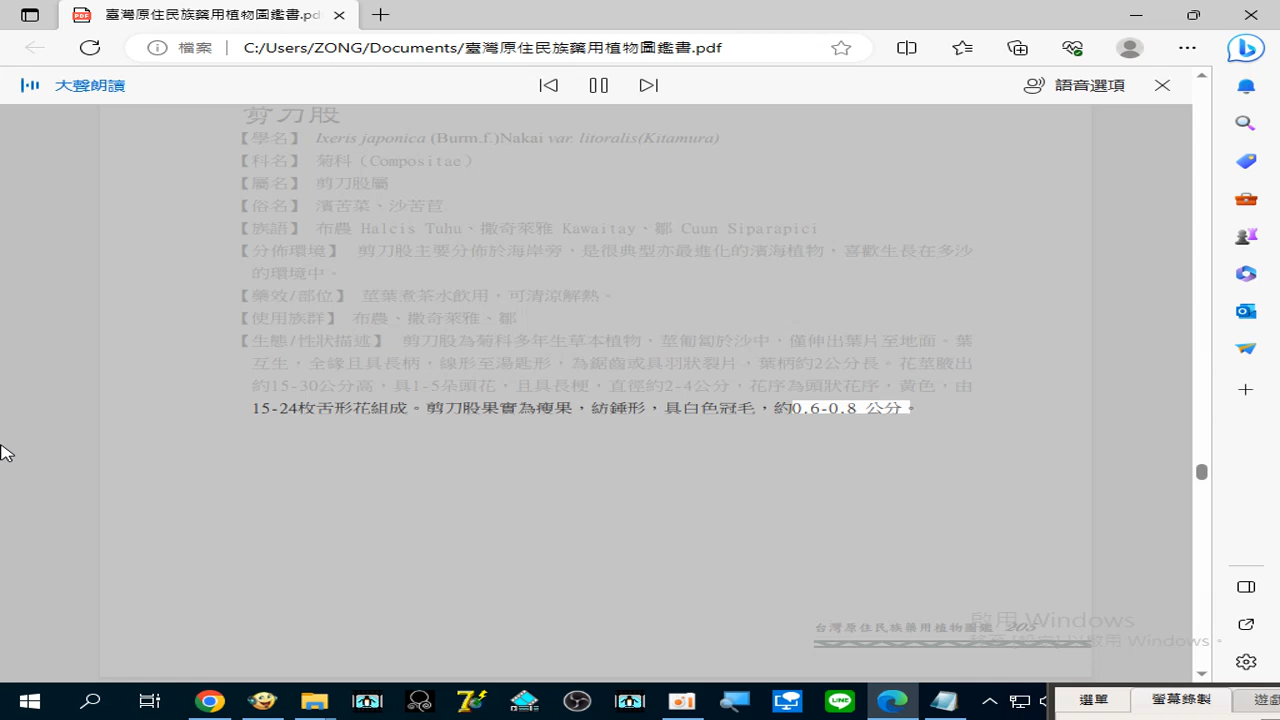 臺灣原住民族藥用植物圖鑑書.pdf
檔案 C:/Users/ZONG/Documents/臺灣原住民族藥用植物圖鑑書.pdf
大聲朗讀 語音選項
剪刀股
【學名】 Ixeris japonica (Burm.f.)Nakai var. litoralis(Kitamura)
【科名】 菊科（Compositae）
【屬名】 剪刀股屬
【俗名】 濱苦菜、沙苦苣
【族語】 布農 Halcis Tuhu、撒奇萊雅 Kawaitay、鄒 Cuun Siparapici
【分佈環境】 剪刀股主要分佈於海岸旁，是很典型亦最進化的濱海植物，喜歡生長在多沙
的環境中。
【藥效/部位】 莖葉煮茶水飲用，可清涼解熱。
【使用族群】 布農、撒奇萊雅、鄒
【生態/性狀描述】 剪刀股為菊科多年生草本植物，莖匍匐於沙中，僅伸出葉片至地面。葉
互生，全緣且具長柄，線形至湯匙形，為鋸齒或具羽狀裂片，葉柄約2公分長。花莖騣出
約15-30公分高，具1-5朵頭花，且具長梗，直徑約2-4公分，花序為頭狀花序，黃色，由
15-24枚舌形花組成。剪刀股果實為瘦果，紡錘形，具白色冠毛，約0.6-0.8 公分。
台灣原住民族藥用植物圖鑑 205
啟用 Windows
移至 [設定] 以啟用 Windows。
選單 螢幕錄製